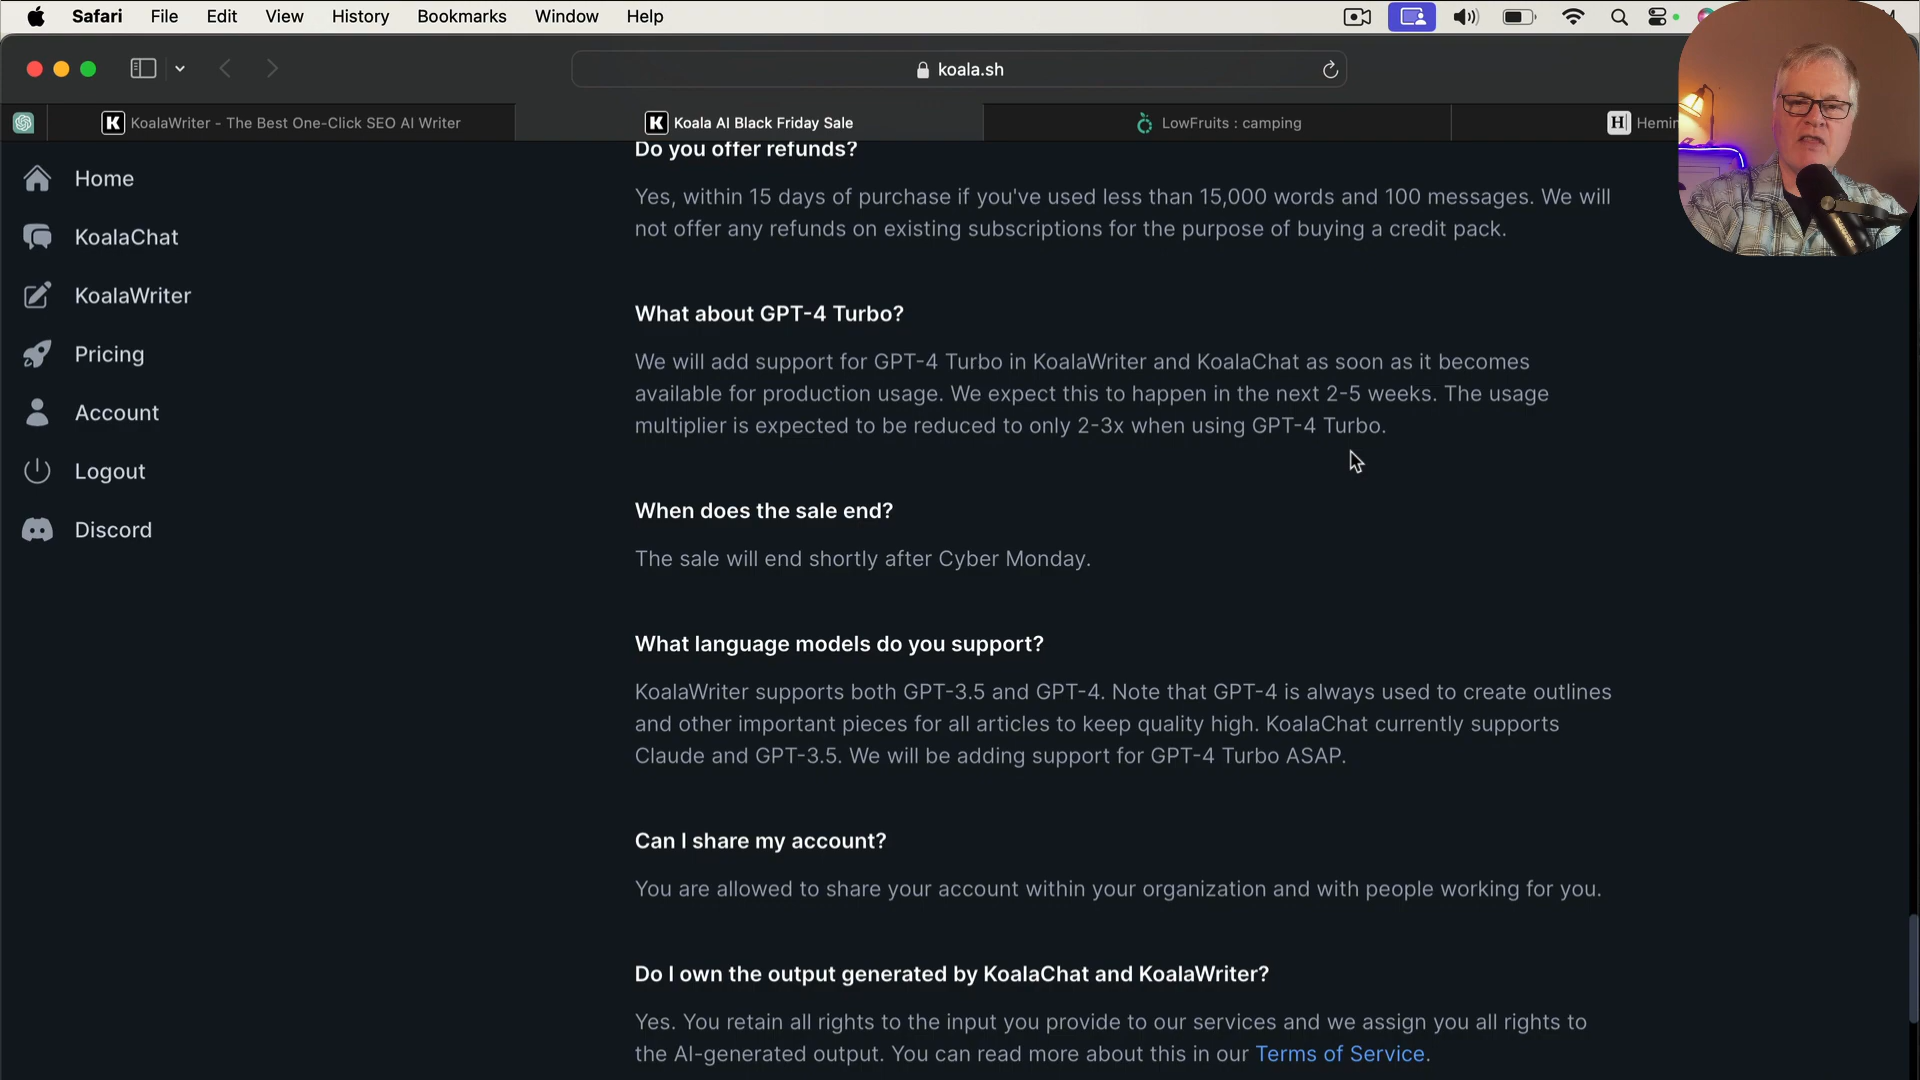 Safari File Edit View History Bookmarks Window Help
koala.sh
KoalaWriter - The Best One-Click SEO AI Writer
Koala AI Black Friday Sale
LowFruits : camping
Home
KoalaChat
KoalaWriter
Pricing
Account
Logout
Discord
Do you offer refunds?
Yes, within 15 days of purchase if you've used less than 15,000 words and 100 messages. We will
not offer any refunds on existing subscriptions for the purpose of buying a credit pack.
What about GPT-4 Turbo?
We will add support for GPT-4 Turbo in KoalaWriter and KoalaChat as soon as it becomes
available for production usage. We expect this to happen in the next 2-5 weeks. The usage
multiplier is expected to be reduced to only 2-3x when using GPT-4 Turbo.
When does the sale end?
The sale will end shortly after Cyber Monday.
What language models do you support?
KoalaWriter supports both GPT-3.5 and GPT-4. Note that GPT-4 is always used to create outlines
and other important pieces for all articles to keep quality high. KoalaChat currently supports
Claude and GPT-3.5. We will be adding support for GPT-4 Turbo ASAP.
Can I share my account?
You are allowed to share your account within your organization and with people working for you.
Do I own the output generated by KoalaChat and KoalaWriter?
Yes. You retain all rights to the input you provide to our services and we assign you all rights to
the AI-generated output. You can read more about this in our Terms of Service.